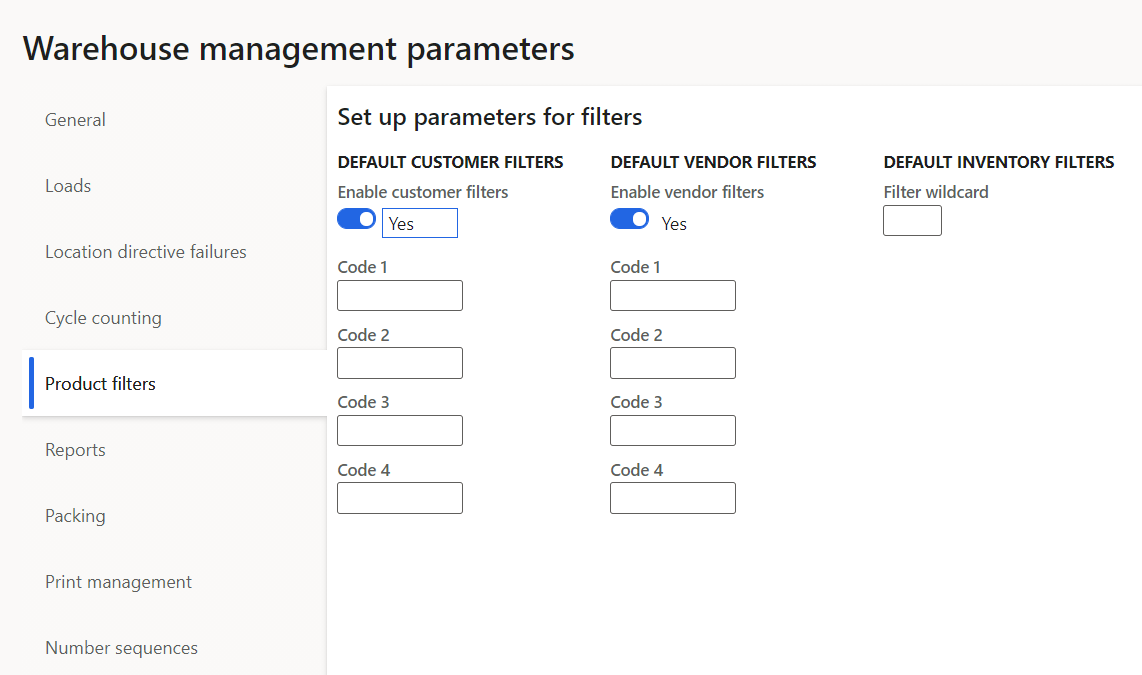 Warehouse management parameters
General
Loads
Location directive failures
Cycle counting
Product filters
Reports
Packing
Print management
Number sequences
Set up parameters for filters
DEFAULT CUSTOMER FILTERS
Enable customer filters
Yes
Code 1
Code 2
Code 3
Code 4
DEFAULT VENDOR FILTERS
Enable vendor filters
Yes
Code 1
Code 2
Code 3
Code 4
DEFAULT INVENTORY FILTERS
Filter wildcard